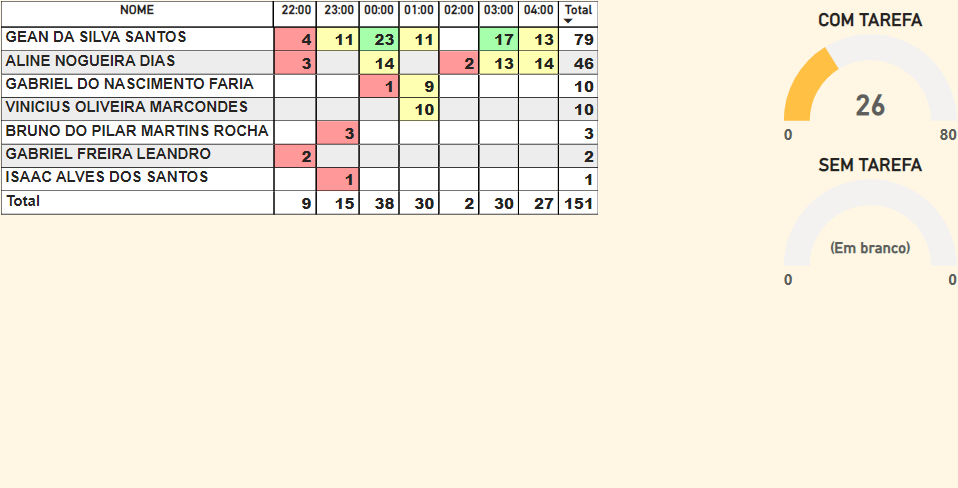 NOME 22:00 23:00 00:00 01:00 02:00 03:00 04:00 Total
GEAN DA SILVA SANTOS 4 11 23 11 17 13 79
ALINE NOGUEIRA DIAS 3 14 2 13 14 46
GABRIEL DO NASCIMENTO FARIA 1 9 10
VINICIUS OLIVEIRA MARCONDES 10 10
BRUNO DO PILAR MARTINS ROCHA 3 3
GABRIEL FREIRA LEANDRO 2 2
ISAAC ALVES DOS SANTOS 1 1
Total 9 15 38 30 2 30 27 151
COM TAREFA
26
0 80
SEM TAREFA
(Em branco)
0 0